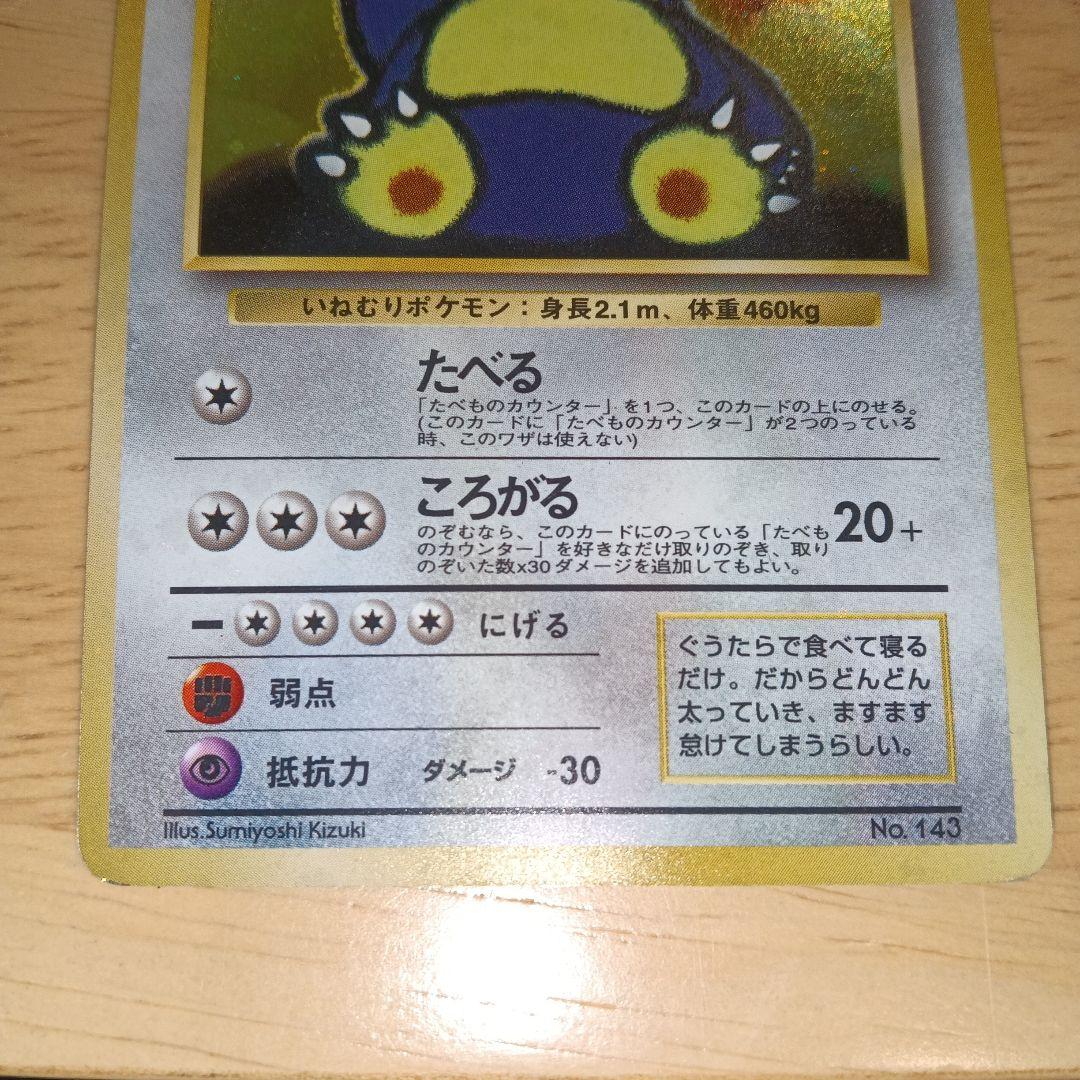 いねむりポケモン：身長2.1m、体重460kg
たべる
「たべものカウンター」を1つ、このカードの上にのせる。
(このカードに「たべものカウンター」が2つのっている
時、このワザは使えない)
ころがる
のぞむなら、このカードにのっている「たべも
のカウンター」を好きなだけ取りのぞき、取り
のぞいた数x30ダメージを追加してもよい。
20+
にげる
弱点
抵抗力 ダメージ -30
ぐうたらで食べて寝る
だけ。だからどんどん
太っていき、ますます
怠けてしまうらしい。
Illus.Sumiyoshi Kizuki
No. 143